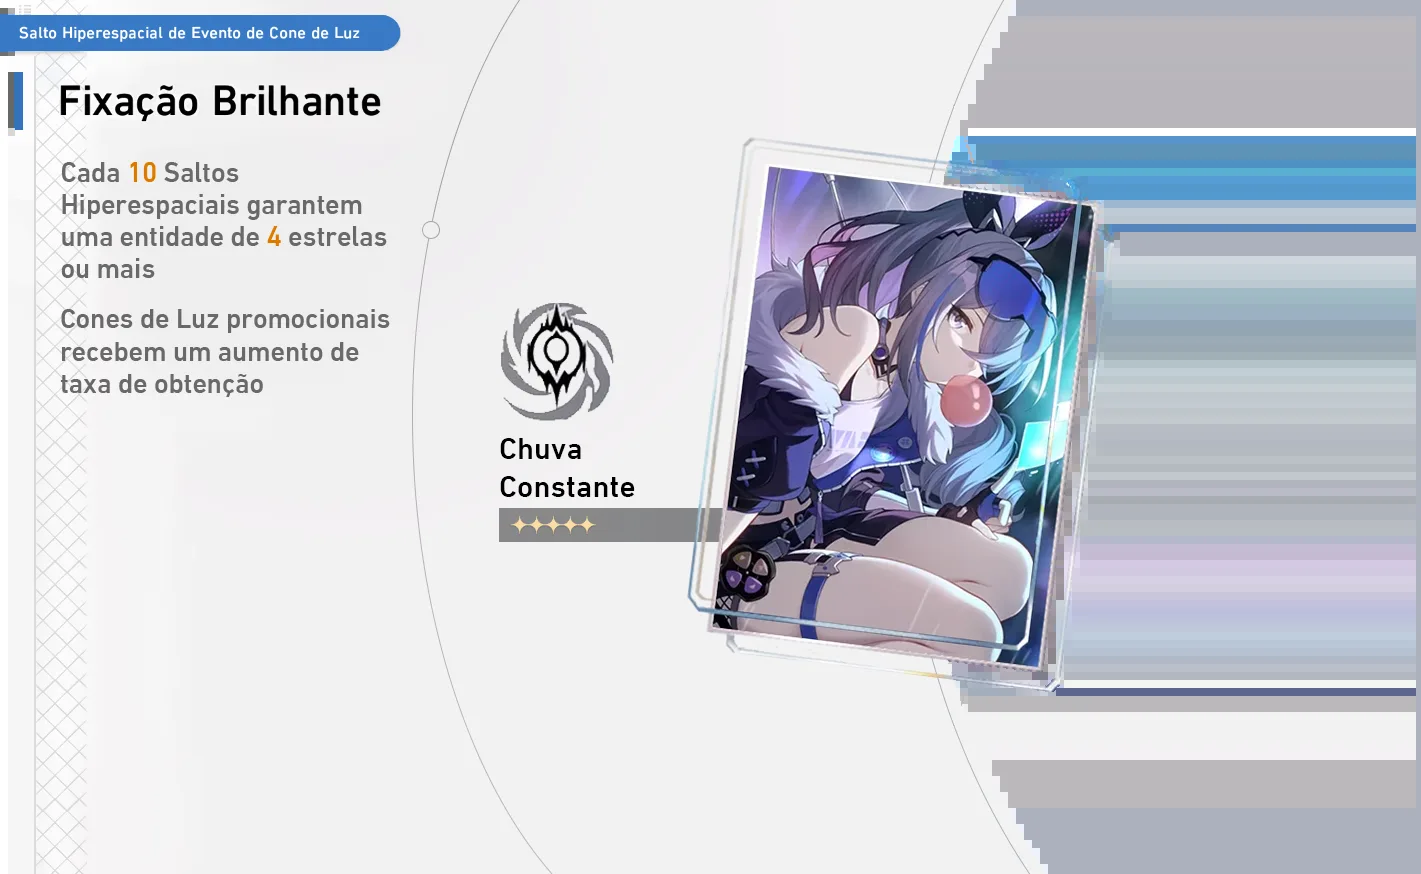 Salto Hiperespacial de Evento de Cone de Luz
Fixação Brilhante
Cada 10 Saltos
Hiperespaciais garantem
uma entidade de 4 estrelas
ou mais
Cones de Luz promocionais
recebem um aumento de
taxa de obtenção
Chuva
Constante